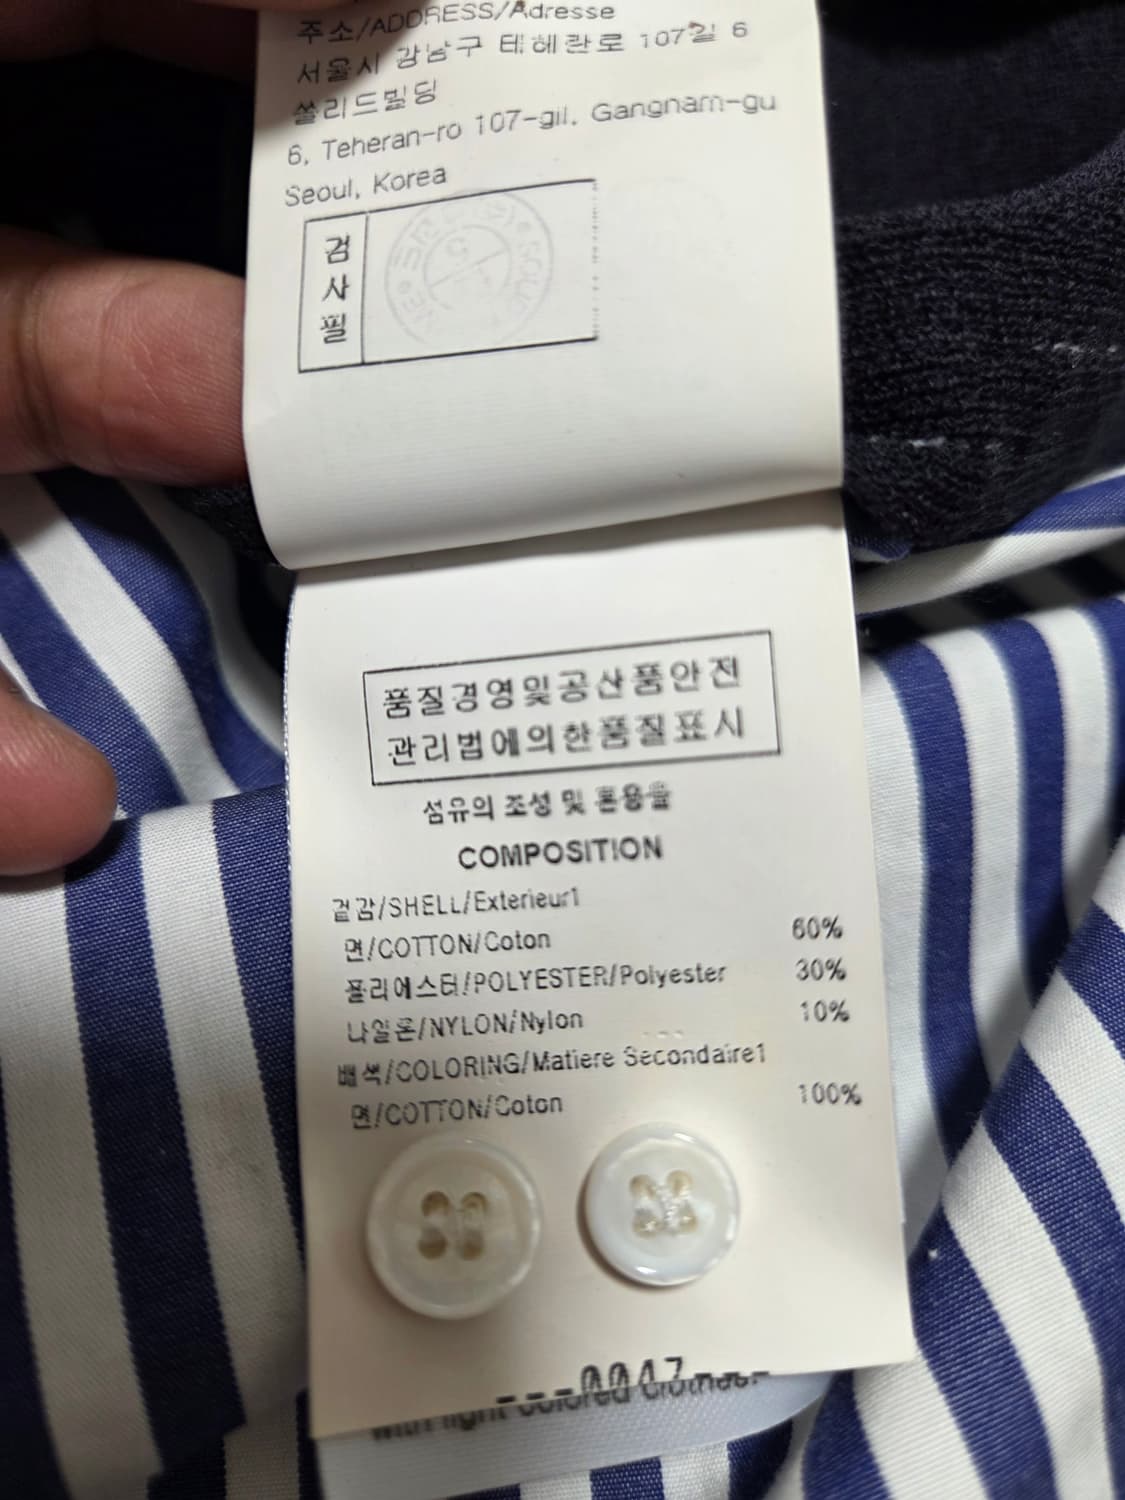 주소/ADDRESS/Adresse
서울시 강남구 테헤란로 107길 6
쏠리드빌딩
6, Teheran-ro 107-gil, Gangnam-gu
Seoul, Korea
검
사
필
품질경영및공산품안전
관리법에의한품질표시
섬유의 조성 및 혼용율
COMPOSITION
겉감/SHELL/Exterieur1
면/COTTON/Coton 60%
폴리에스터/POLYESTER/Polyester 30%
나일론/NYLON/Nylon 10%
배색/COLORING/Matiere Secondaire1
면/COTTON/Coton 100%
with light colored clothes.